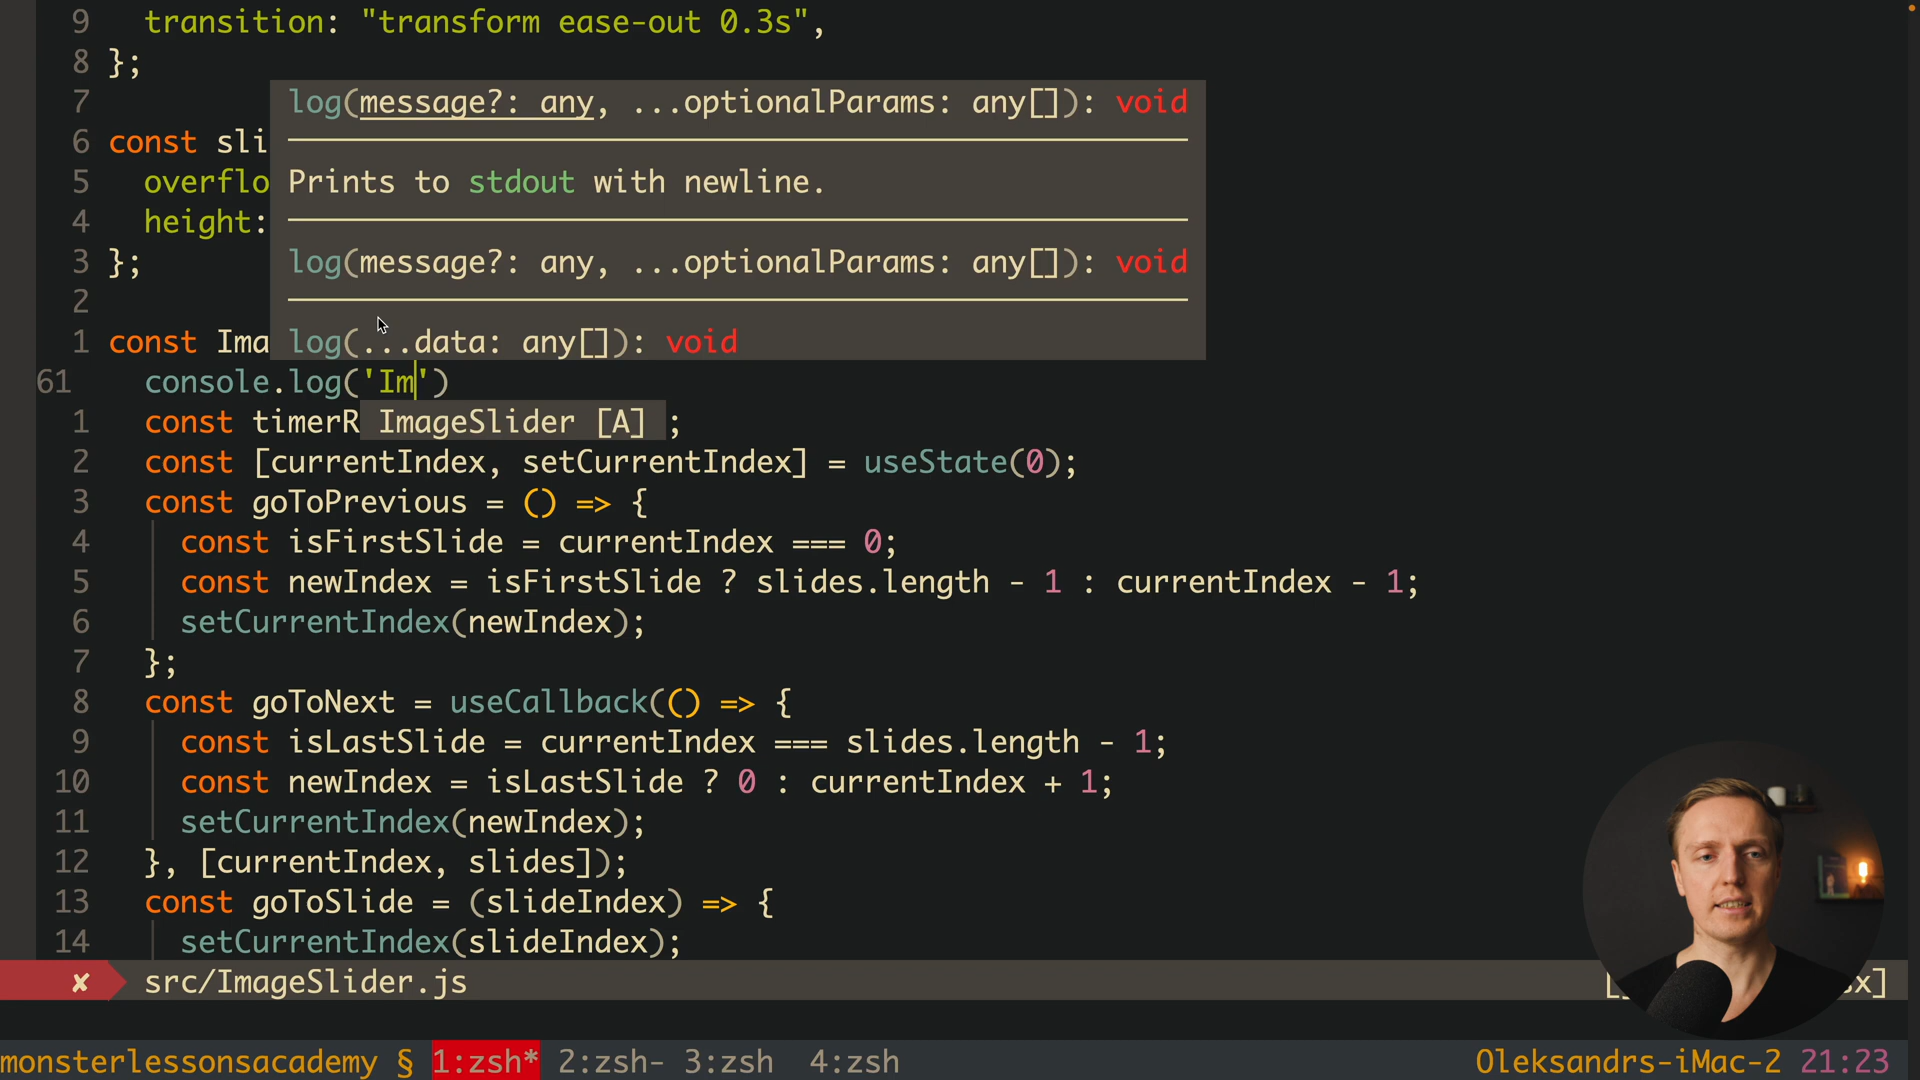 9 transition: "transform ease-out 0.3s",
8 };
7 log(message?: any, ...optionalParams: any[]): void
6 const sli
Prints to stdout with newline.
5 overflo
4 height:
log(message?: any, ...optionalParams: any[]): void
3 };
2
1 const Ima log(...data: any[]): void
61 console.log('Im')
1 const timerR ImageSlider [A] ;
2 const [currentIndex, setCurrentIndex] = useState(0);
3 const goToPrevious = () => {
4 const isFirstSlide = currentIndex === 0;
5 const newIndex = isFirstSlide ? slides.length - 1 : currentIndex - 1;
6 setCurrentIndex(newIndex);
7 };
8 const goToNext = useCallback(() => {
9 const isLastSlide = currentIndex === slides.length - 1;
10 const newIndex = isLastSlide ? 0 : currentIndex + 1;
11 setCurrentIndex(newIndex);
12 }, [currentIndex, slides]);
13 const goToSlide = (slideIndex) => {
14 setCurrentIndex(slideIndex);
✘ src/ImageSlider.js
monsterlessonsacademy § 1:zsh* 2:zsh- 3:zsh 4:zsh Oleksandrs-iMac-2 21:23